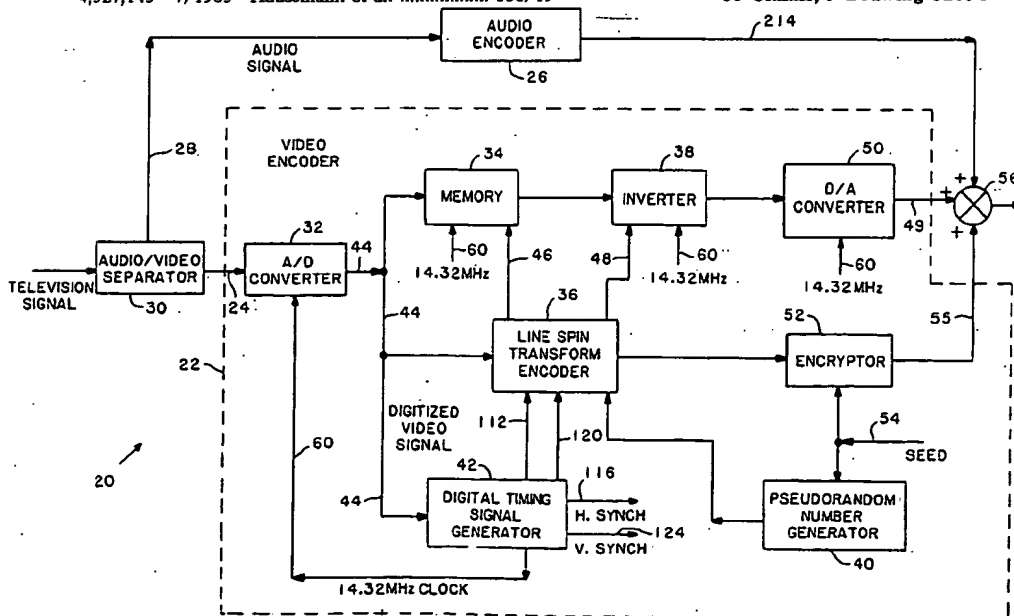 AUDIO
ENCODER
26
214
AUDIO
SIGNAL
28
VIDEO
ENCODER
34
MEMORY
38
INVERTER
50
D/A
CONVERTER
56
+
+
+
49
32
A/D
CONVERTER
44
60
14.32MHz
46
48
60
14.32MHz
60
14.32MHz
AUDIO/VIDEO
SEPARATOR
30
TELEVISION
SIGNAL
24
44
36
LINE SPIN
TRANSFORM
ENCODER
52
ENCRYPTOR
55
22
DIGITIZED
VIDEO
SIGNAL
112
120
54
SEED
60
20
44
42
DIGITAL TIMING
SIGNAL
GENERATOR
116
H. SYNCH
124
V. SYNCH
PSEUDORANDOM
NUMBER
GENERATOR
40
14.32MHz CLOCK